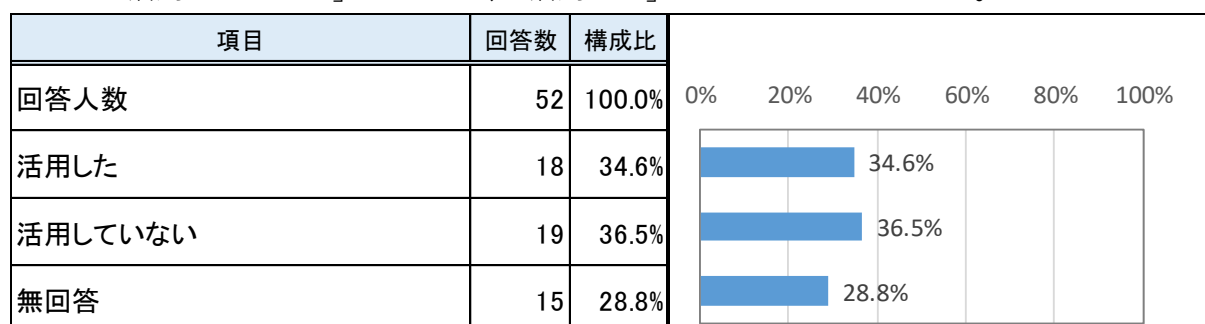 項目 回答数 構成比
回答人数 52 100.0%
活用した 18 34.6%
活用していない 19 36.5%
無回答 15 28.8%
0% 20% 40% 60% 80% 100%
34.6%
36.5%
28.8%